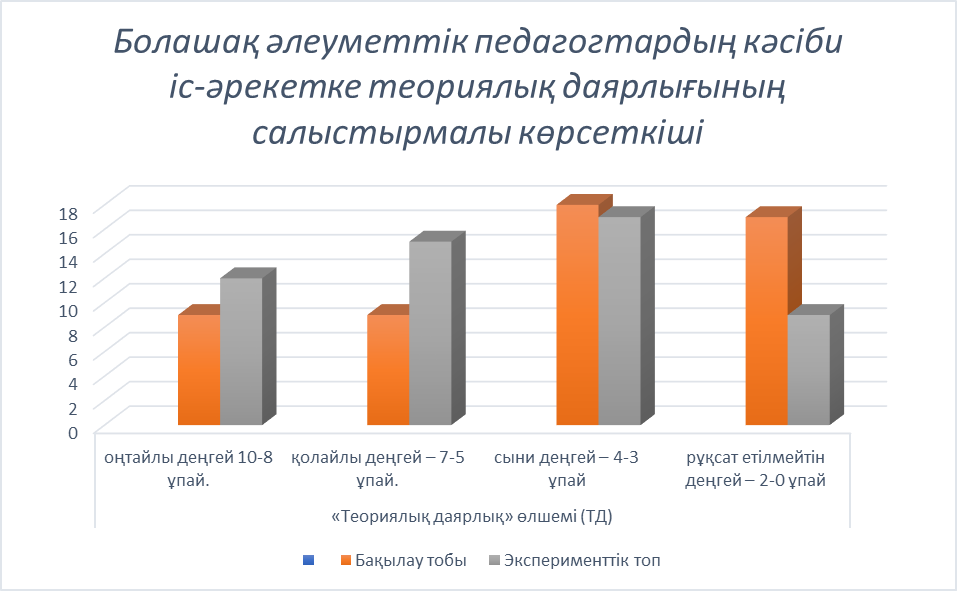 Болашақ әлеуметтік педагогтардың кәсіби
іс-әрекетке теориялық даярлығының
салыстырмалы көрсеткіші
18
16
14
12
10
8
6
4
2
0
оңтайлы деңгей 10-8
ұпай.
қолайлы деңгей – 7-5
ұпай.
сыни деңгей – 4-3
ұпай
рұқсат етілмейтін
деңгей – 2-0 ұпай
«Теориялық даярлық» өлшемі (ТД)
Бақылау тобы
Эксперименттік топ